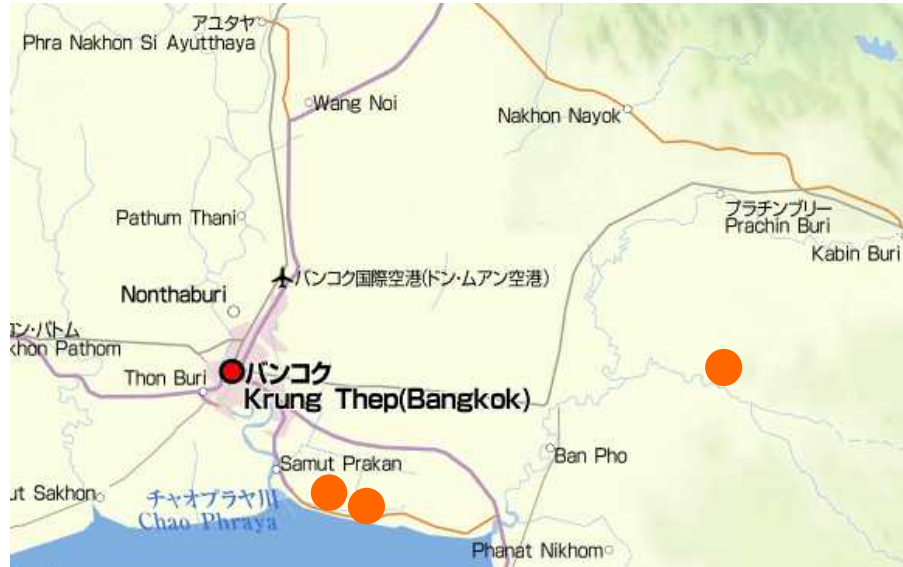 アユタヤ
Phra Nakhon Si Ayutthaya
Wang Noi
Nakhon Nayok
Pathum Thani
プラチンブリー
Prachin Buri
Kabin Buri
バンコク国際空港(ドン・ムアン空港)
Nonthaburi
コン・パトム
khon Pathom
Thon Buri
バンコク
Krung Thep(Bangkok)
Ban Pho
Samut Prakan
ut Sakhon
チャオプラヤ川
Chao Phraya
Phanat Nikhom